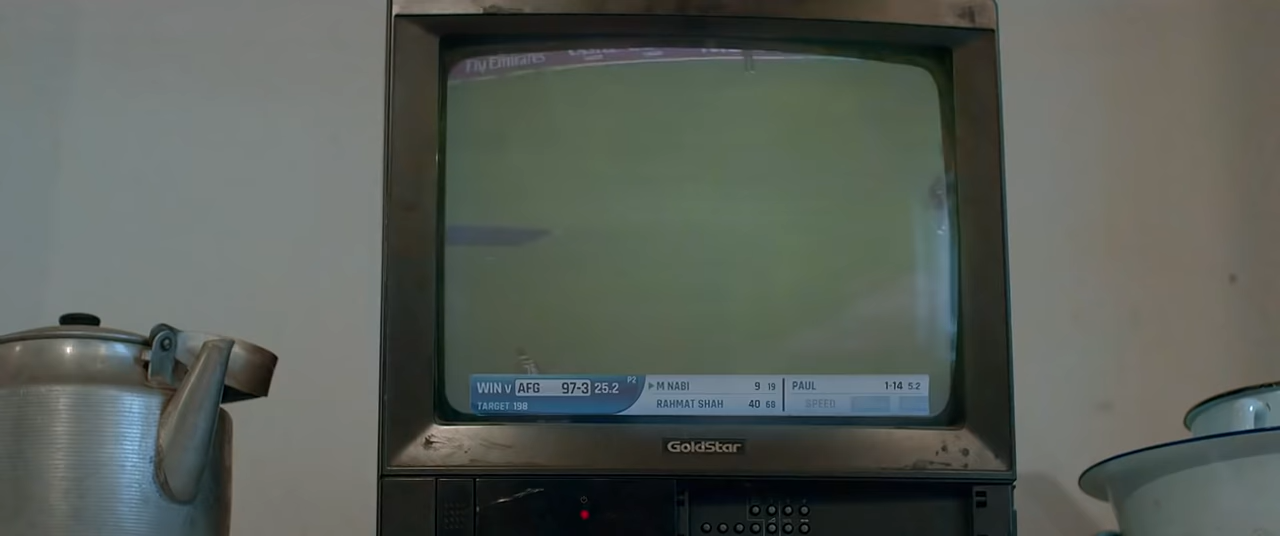 Fly Emirates
WIN v AFG 97-3 25.2 P2
TARGET 198
▸ M NABI 9 19
RAHMAT SHAH 40 68
PAUL 1-14 5.2
SPEED
GoldStar